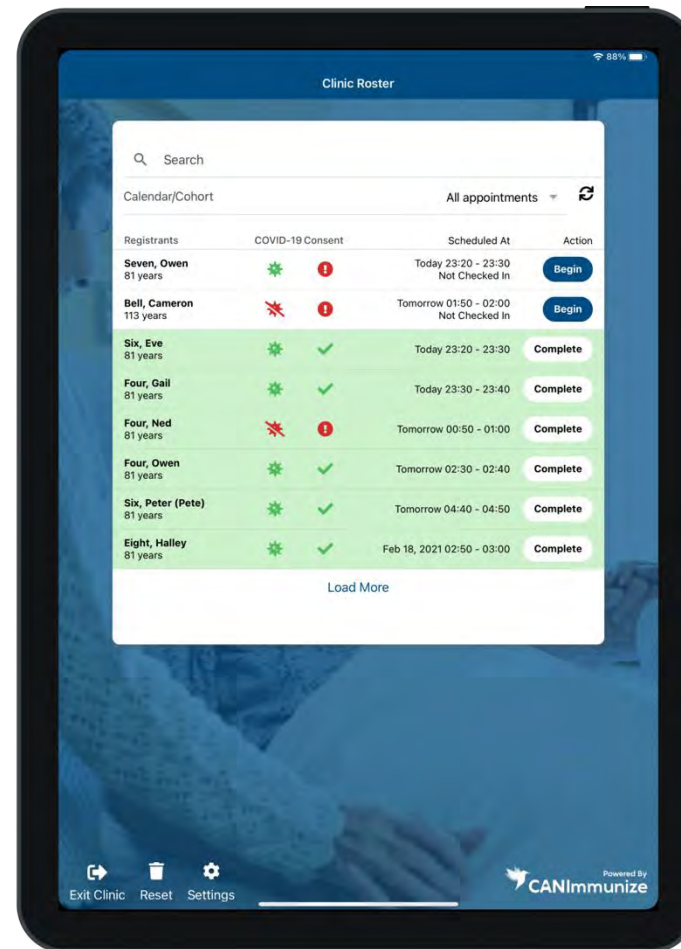 88%
Clinic Roster
Search
Calendar/Cohort All appointments
Registrants COVID-19 Consent Scheduled At Action
Seven, Owen
81 years
Today 23:20 - 23:30
Not Checked In
Begin
Bell, Cameron
113 years
Tomorrow 01:50 - 02:00
Not Checked In
Begin
Six, Eve
81 years
Today 23:20 - 23:30
Complete
Four, Gail
81 years
Today 23:30 - 23:40
Complete
Four, Ned
81 years
Tomorrow 00:50 - 01:00
Complete
Four, Owen
81 years
Tomorrow 02:30 - 02:40
Complete
Six, Peter (Pete)
81 years
Tomorrow 04:40 - 04:50
Complete
Eight, Halley
81 years
Feb 18, 2021 02:50 - 03:00
Complete
Load More
Exit Clinic Reset Settings
Powered By
CANImmunize